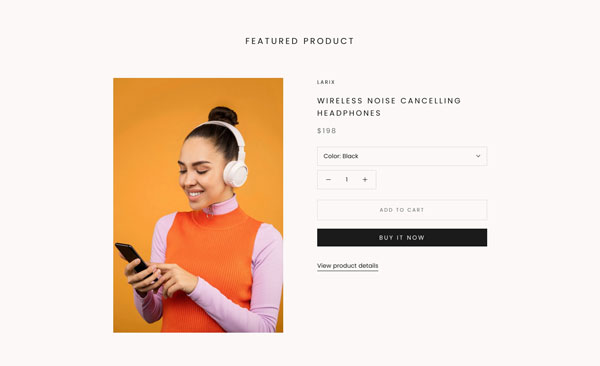 FEATURED PRODUCT
LARIX
WIRELESS NOISE CANCELLING
HEADPHONES
$198
Color: Black
− 1 +
ADD TO CART
BUY IT NOW
View product details